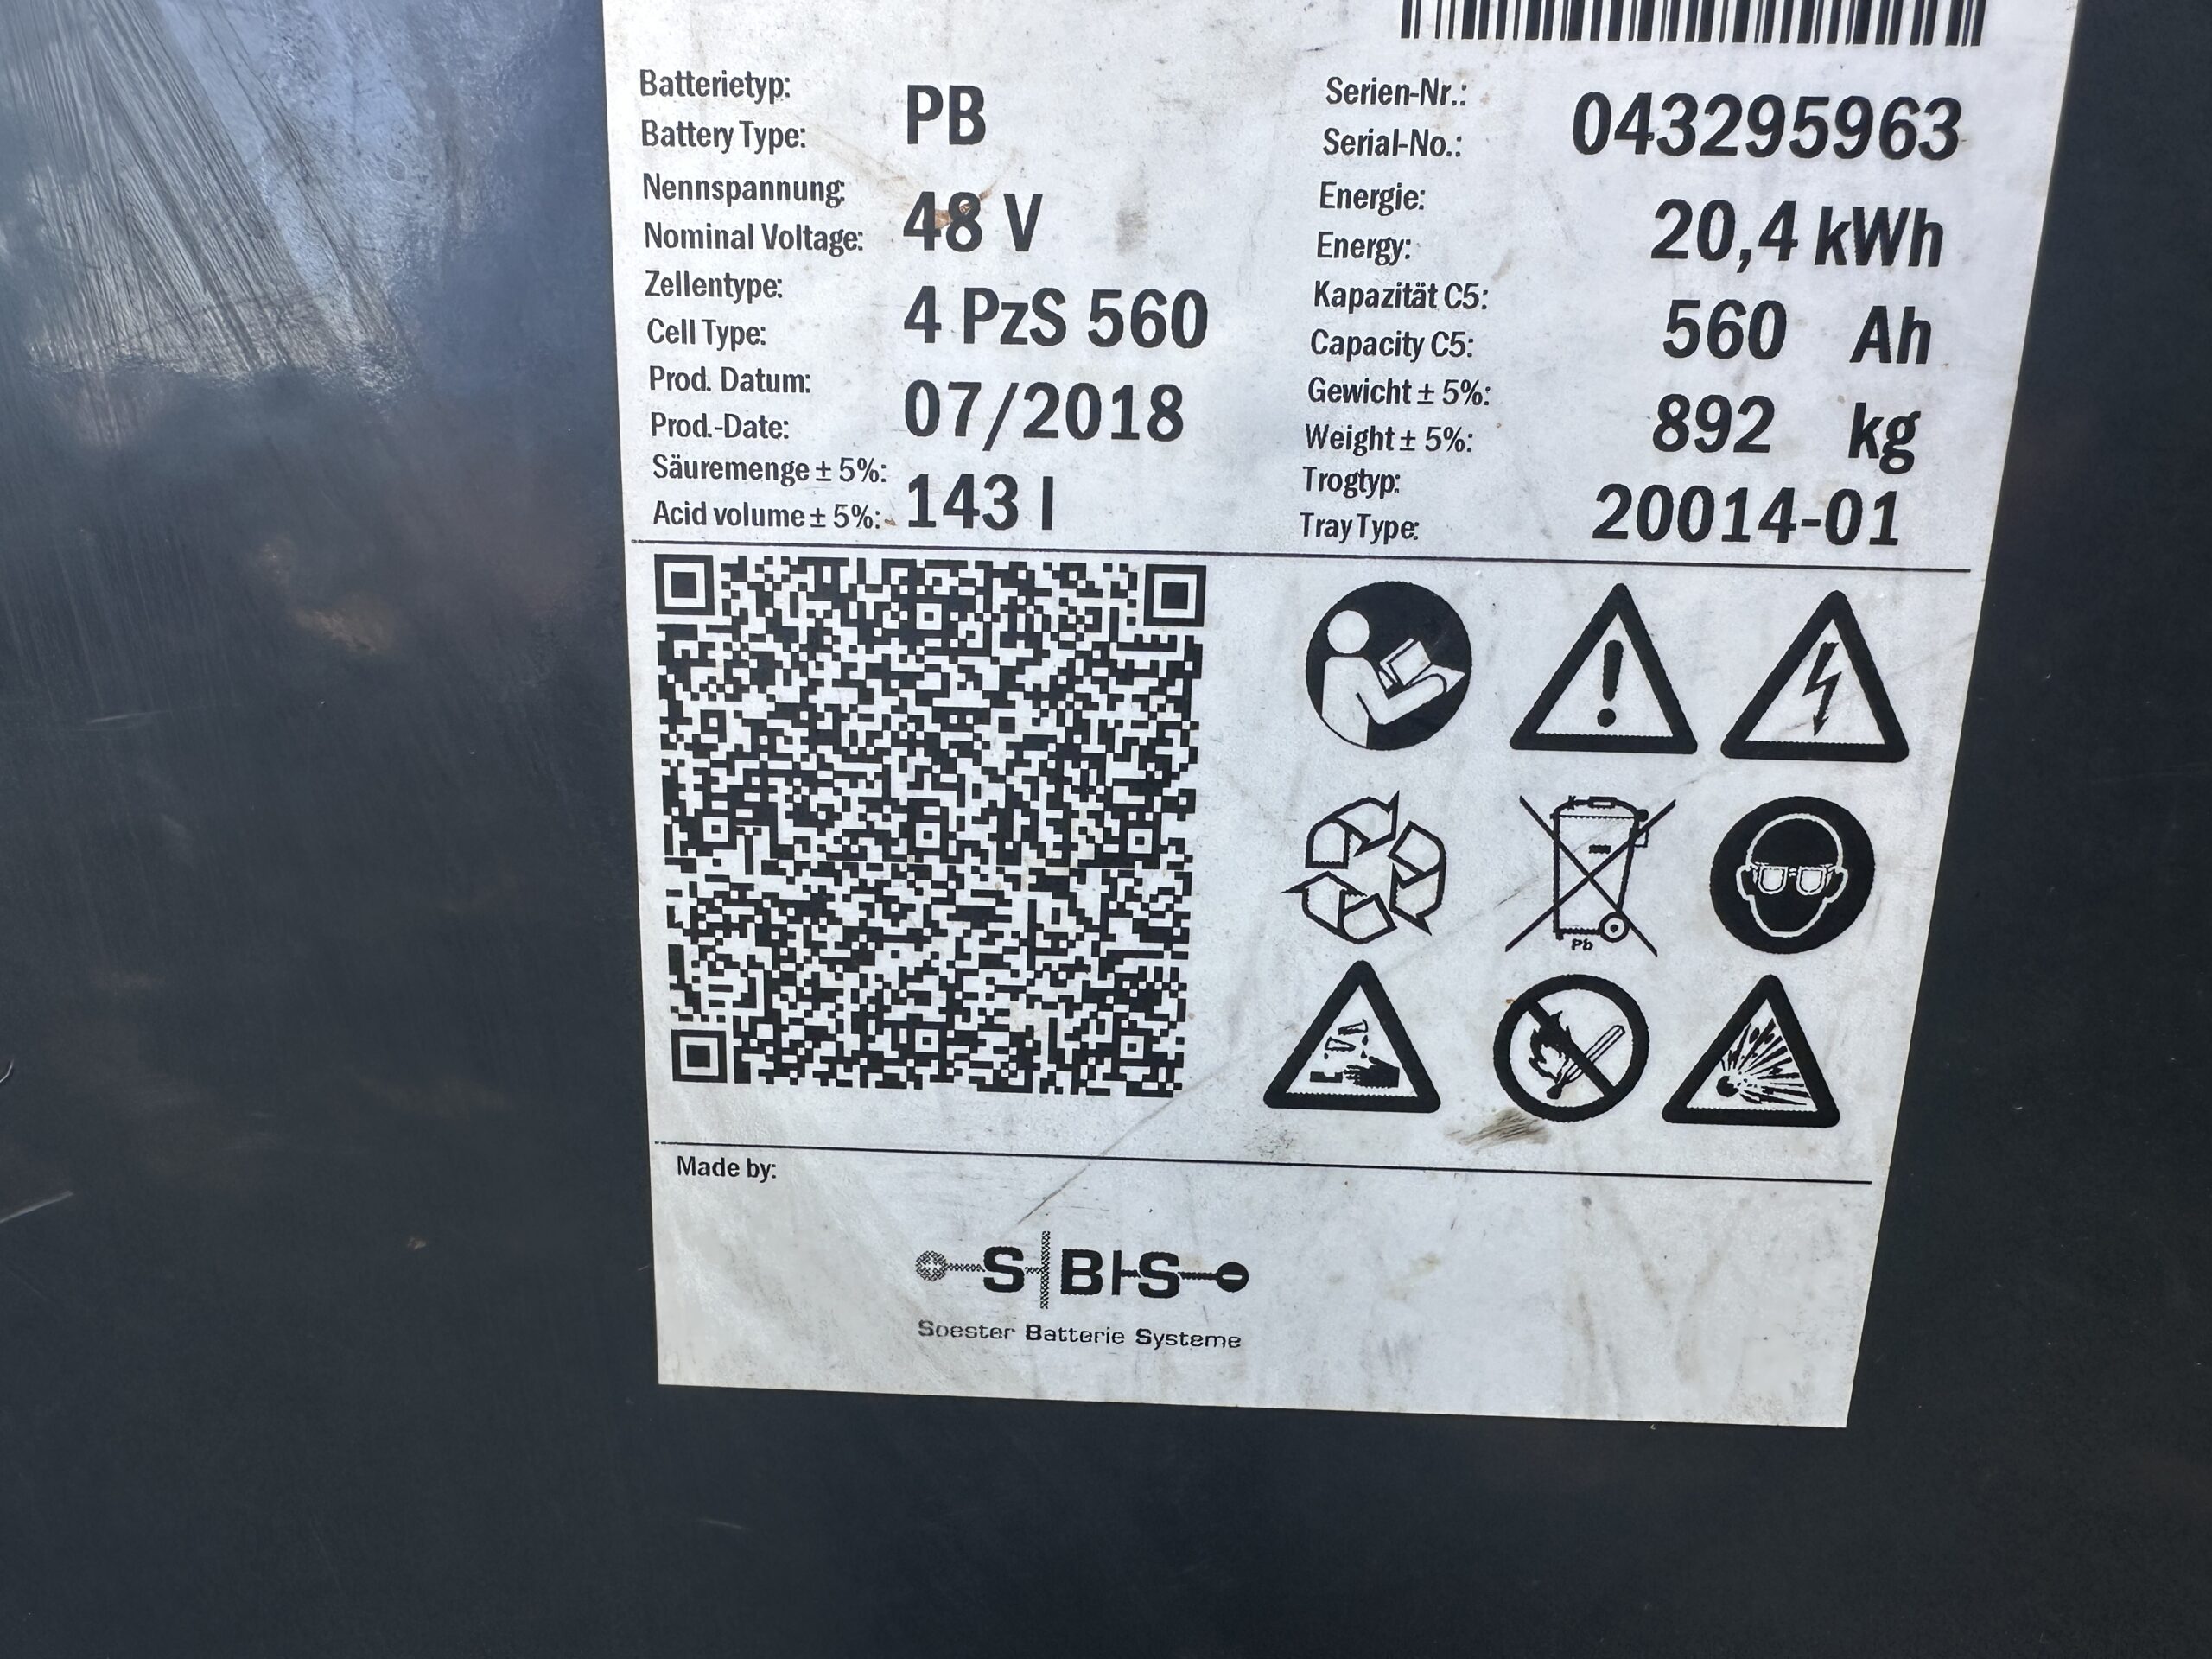 Batterietyp:
Battery Type:
PB
Nennspannung:
Nominal Voltage:
48 V
Zellentype:
Cell Type:
4 PzS 560
Prod. Datum:
Prod.-Date:
07/2018
Säuremenge ± 5%:
Acid volume ± 5%:
143 l
Serien-Nr.:
Serial-No.:
043295963
Energie:
Energy:
20,4 kWh
Kapazität C5:
Capacity C5:
560 Ah
Gewicht ± 5%:
Weight ± 5%:
892 kg
Trogtyp:
Tray Type:
20014-01
Pb
Made by:
SBS
Soester Batterie Systeme